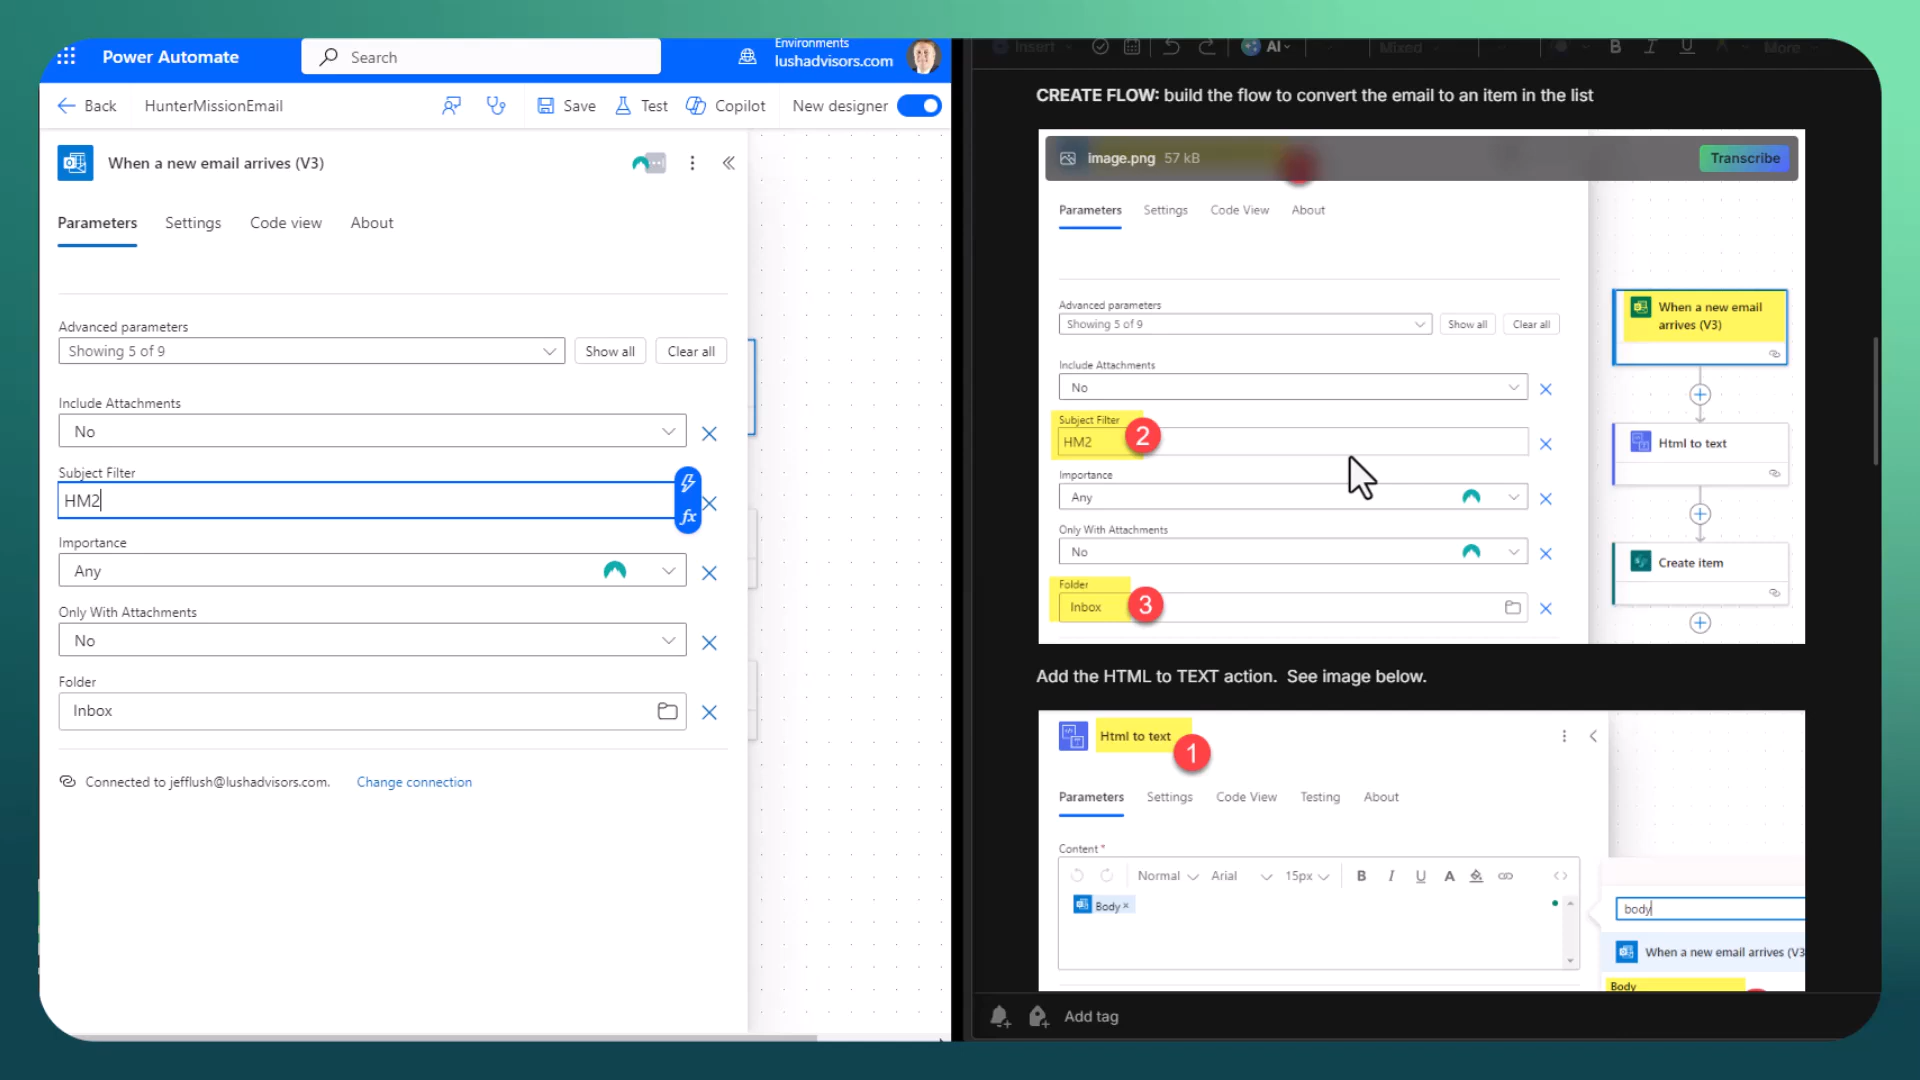 Power Automate
Search
Environments
lushadvisors.com
Back
HunterMissionEmail
Save
Test
Copilot
New designer
When a new email arrives (V3)
Parameters
Settings
Code view
About
Advanced parameters
Showing 5 of 9
Show all
Clear all
Include Attachments
No
Subject Filter
HM2
fx
Importance
Any
Only With Attachments
No
Folder
Inbox
Connected to jefflush@lushadvisors.com.
Change connection
Insert
AI
Mixed
B
I
U
A
More
CREATE FLOW: build the flow to convert the email to an item in the list
image.png 57 kB
Transcribe
Parameters
Settings
Code View
About
Advanced parameters
Showing 5 of 9
Show all
Clear all
Include Attachments
No
Subject Filter
HM2
2
Importance
Any
Only With Attachments
No
Folder
Inbox
3
When a new email
arrives (V3)
Html to text
Create item
Add the HTML to TEXT action. See image below.
Html to text
1
Parameters
Settings
Code View
Testing
About
Content *
Normal
Arial
15px
B
I
U
A
Body ×
body
When a new email arrives (V3
Body
Add tag